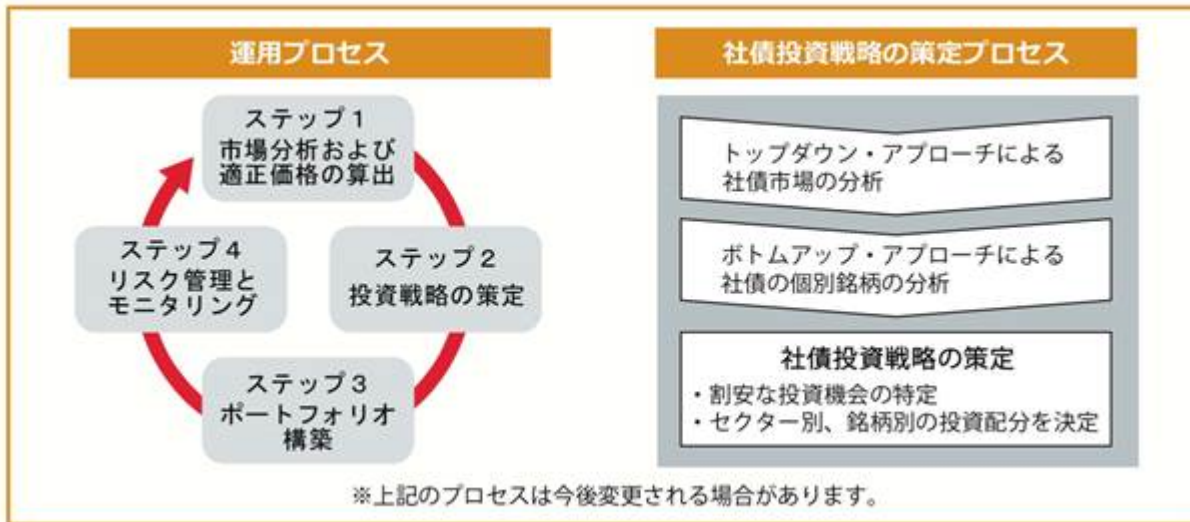 運用プロセス
ステップ1
市場分析および
適正価格の算出
ステップ2
投資戦略の策定
ステップ3
ポートフォリオ
構築
ステップ4
リスク管理と
モニタリング
社債投資戦略の策定プロセス
トップダウン・アプローチによる
社債市場の分析
ボトムアップ・アプローチによる
社債の個別銘柄の分析
社債投資戦略の策定
・割安な投資機会の特定
・セクター別、銘柄別の投資配分を決定
※上記のプロセスは今後変更される場合があります。